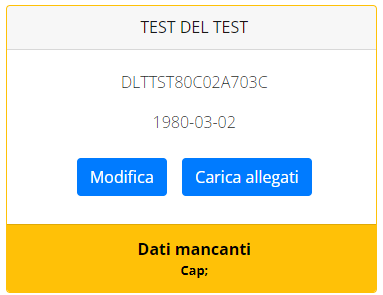 TEST DEL TEST
DLTTST80C02A703C
1980-03-02
Modifica Carica allegati
Dati mancanti
Cap;